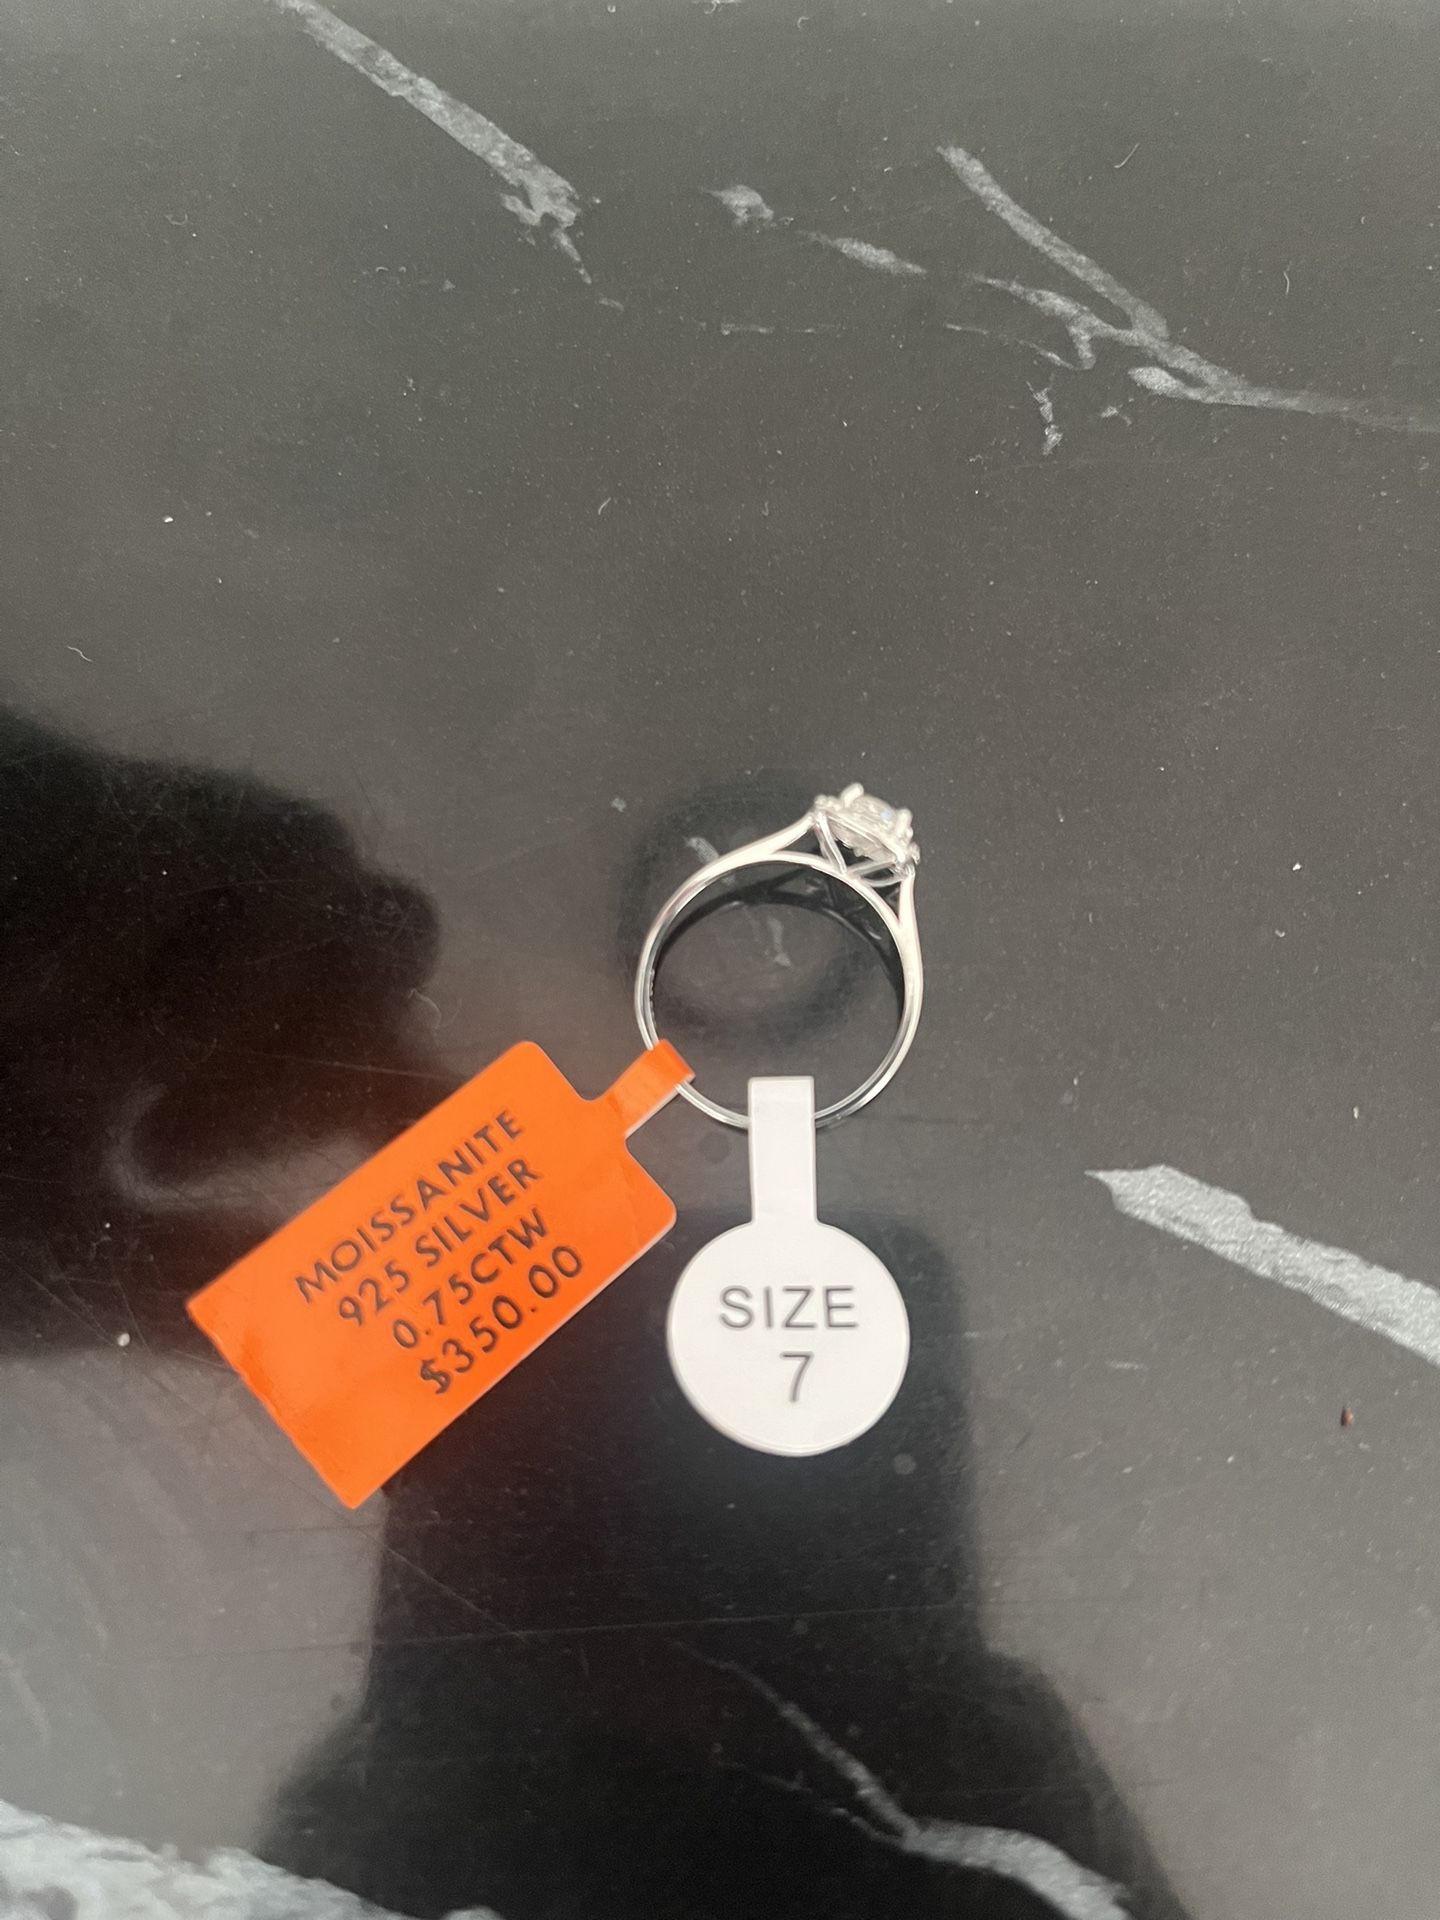 MOISSANITE
925 SILVER
0.75CTW
$350.00
SIZE
7